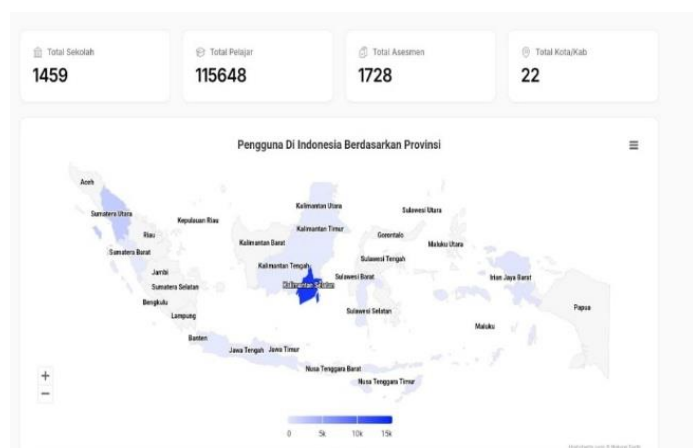 Total Sekolah
1459
Total Pelajar
115648
Total Asesmen
1728
Total Kota/Kab
22
Pengguna Di Indonesia Berdasarkan Provinsi
Aceh
Sumatera Utara
Kepulauan Riau
Riau
Sumatera Barat
Jambi
Sumatera Selatan
Bengkulu
Lampung
Banten
Jawa Tengah
Jawa Timur
Kalimantan Utara
Kalimantan Timur
Kalimantan Barat
Kalimantan Tengah
Kalimantan Selatan
Sulawesi Utara
Gorontalo
Maluku Utara
Sulawesi Tengah
Sulawesi Barat
Sulawesi Selatan
Irian Jaya Barat
Papua
Maluku
Nusa Tenggara Barat
Nusa Tenggara Timur
+
−
0 5k 10k 15k